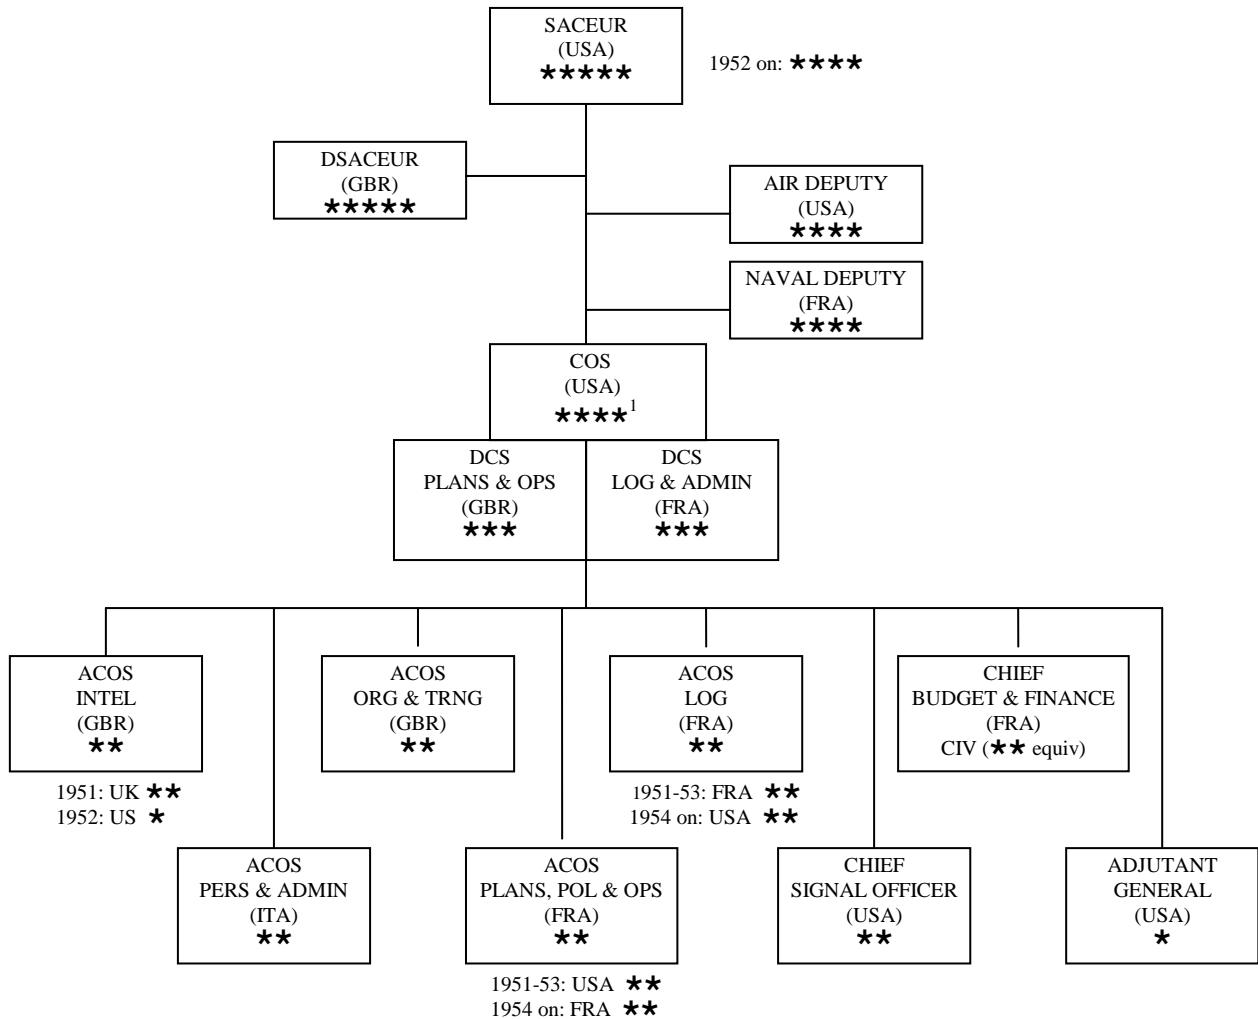 SACEUR
(USA)
★★★★★
1952 on: ★★★★
DSACEUR
(GBR)
★★★★★
AIR DEPUTY
(USA)
★★★★
NAVAL DEPUTY
(FRA)
★★★★
COS
(USA)
★★★★1
DCS
PLANS & OPS
(GBR)
★★★
DCS
LOG & ADMIN
(FRA)
★★★
ACOS
INTEL
(GBR)
★★
1951: UK ★★
1952: US ★
ACOS
ORG & TRNG
(GBR)
★★
ACOS
LOG
(FRA)
★★
1951-53: FRA ★★
1954 on: USA ★★
CHIEF
BUDGET & FINANCE
(FRA)
CIV (★★ equiv)
ACOS
PERS & ADMIN
(ITA)
★★
ACOS
PLANS, POL & OPS
(FRA)
★★
1951-53: USA ★★
1954 on: FRA ★★
CHIEF
SIGNAL OFFICER
(USA)
★★
ADJUTANT
GENERAL
(USA)
★